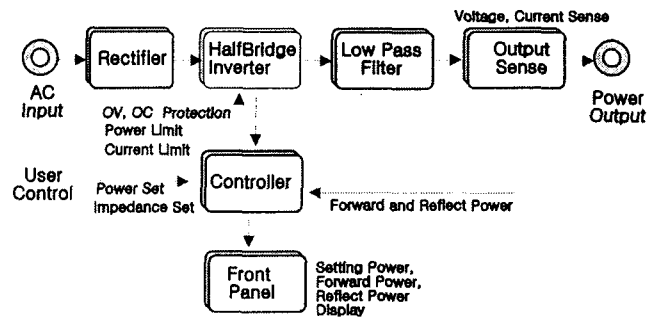 Voltage, Current Sense
Rectifier
HalfBridge
Inverter
Low Pass
Filter
Output
Sense
AC
Input
Power
Output
OV, OC Protection
Power Limit
Current Limit
User
Control
Power Set
Impedance Set
Controller
Forward and Reflect Power
Front
Panel
Setting Power,
Forward Power,
Reflect Power
Display